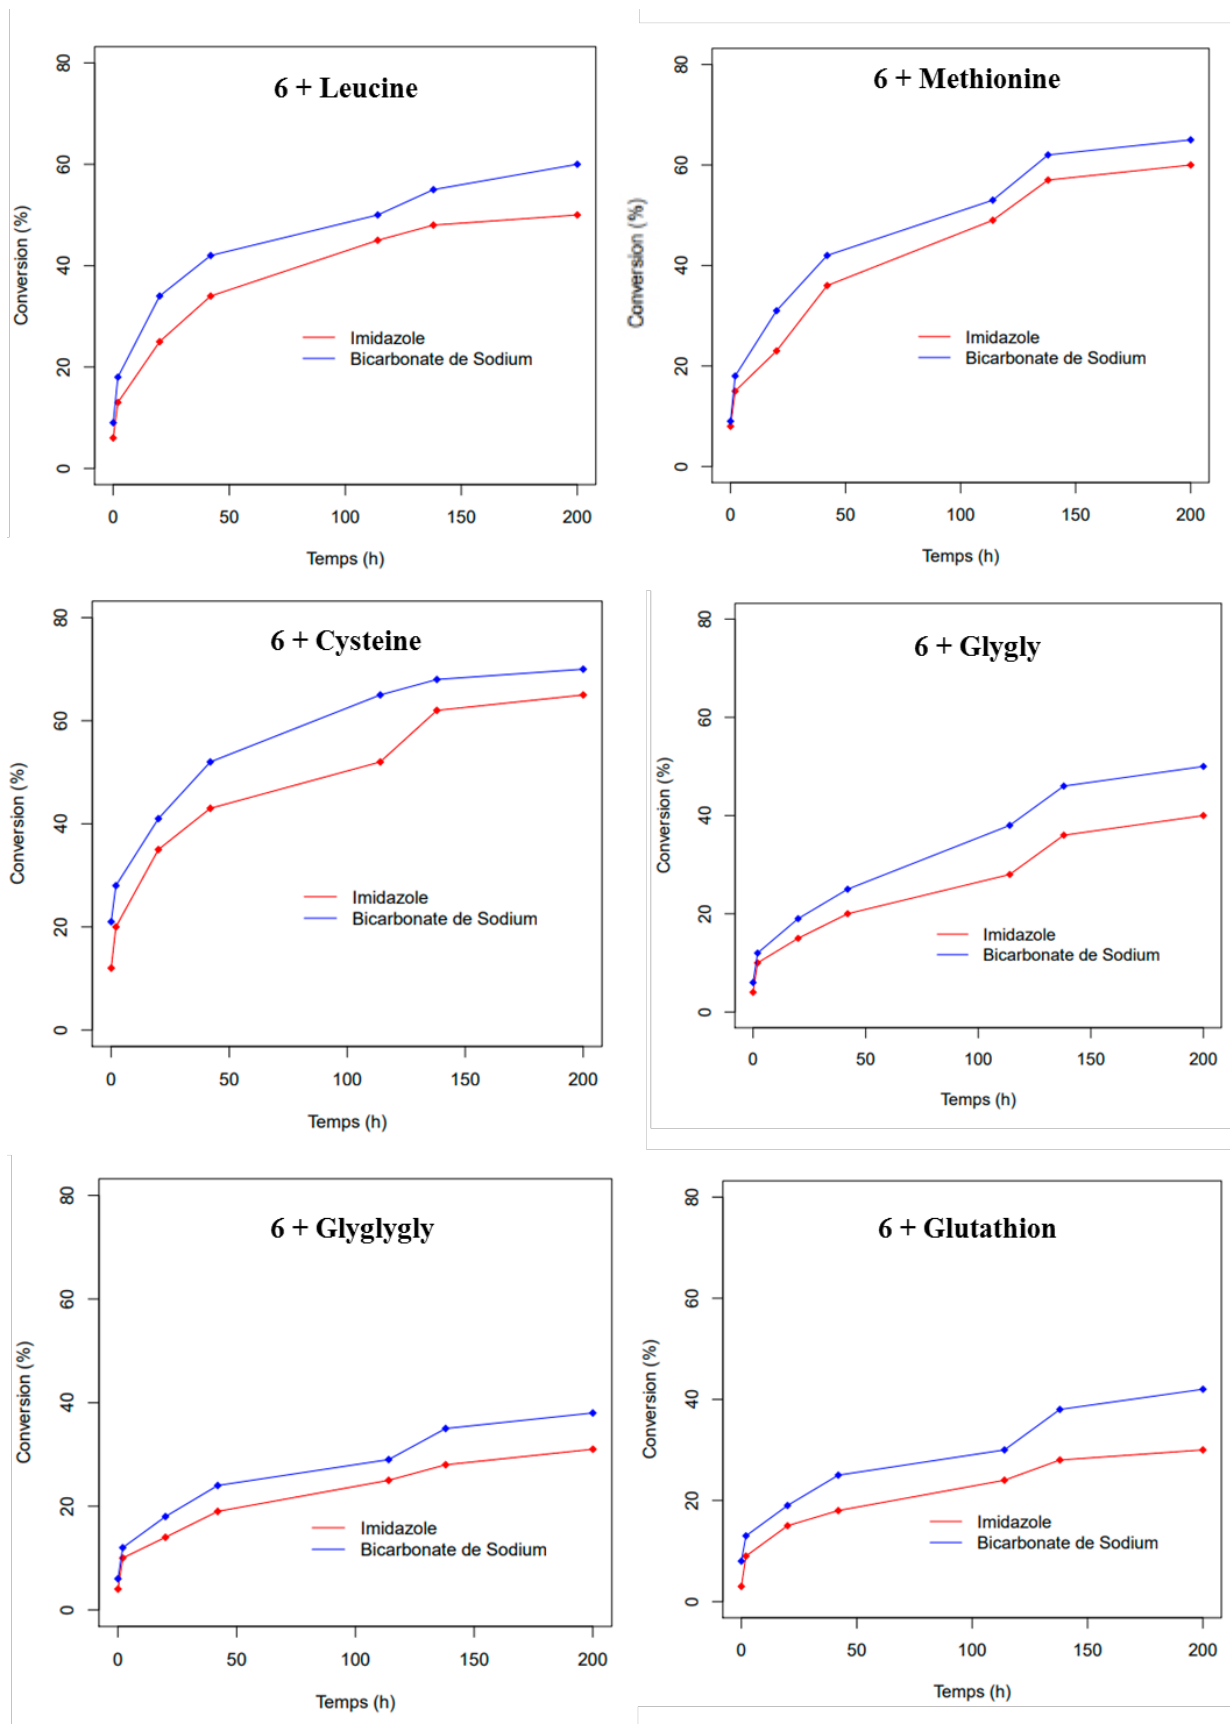 6 + Leucine
Conversion (%)
80
60
40
20
0
Imidazole
Bicarbonate de Sodium
0 50 100 150 200
Temps (h)
6 + Methionine
Conversion (%)
80
60
40
20
0
Imidazole
Bicarbonate de Sodium
0 50 100 150 200
Temps (h)
6 + Cysteine
Conversion (%)
80
60
40
20
0
Imidazole
Bicarbonate de Sodium
0 50 100 150 200
Temps (h)
6 + Glygly
Conversion (%)
80
60
40
20
0
Imidazole
Bicarbonate de Sodium
0 50 100 150 200
Temps (h)
6 + Glyglygly
Conversion (%)
80
60
40
20
0
Imidazole
Bicarbonate de Sodium
0 50 100 150 200
Temps (h)
6 + Glutathion
Conversion (%)
80
60
40
20
0
Imidazole
Bicarbonate de Sodium
0 50 100 150 200
Temps (h)